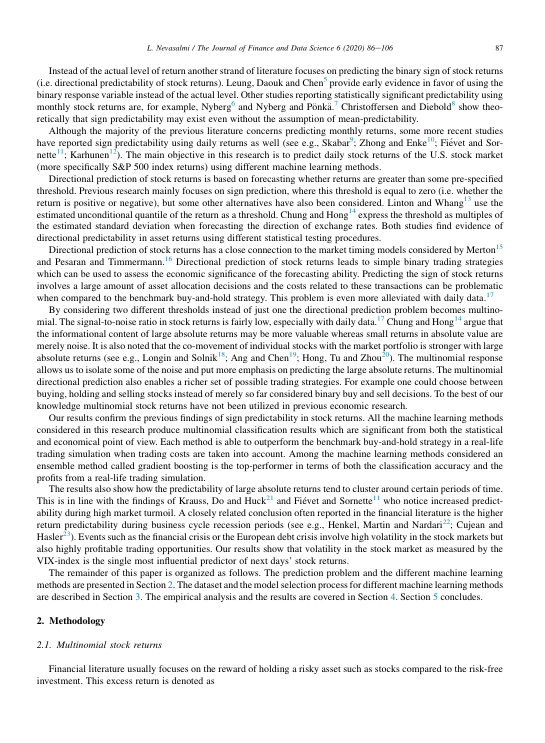 L. Nevasalmi / The Journal of Finance and Data Science 6 (2020) 86–106
87
Instead of the actual level of return another strand of literature focuses on predicting the binary sign of stock returns
(i.e. directional predictability of stock returns). Leung, Daouk and Chen5 provide early evidence in favor of using the
binary response variable instead of the actual level. Other studies reporting statistically significant predictability using
monthly stock returns are, for example, Nyberg6 and Nyberg and Pönkä.7 Christoffersen and Diebold8 show theo-
retically that sign predictability may exist even without the assumption of mean-predictability.
Although the majority of the previous literature concerns predicting monthly returns, some more recent studies
have reported sign predictability using daily returns as well (see e.g., Skabar9; Zhong and Enke10; Fiévet and Sor-
nette11; Karhunen12). The main objective in this research is to predict daily stock returns of the U.S. stock market
(more specifically S&P 500 index returns) using different machine learning methods.
Directional prediction of stock returns is based on forecasting whether returns are greater than some pre-specified
threshold. Previous research mainly focuses on sign prediction, where this threshold is equal to zero (i.e. whether the
return is positive or negative), but some other alternatives have also been considered. Linton and Whang13 use the
estimated unconditional quantile of the return as a threshold. Chung and Hong14 express the threshold as multiples of
the estimated standard deviation when forecasting the direction of exchange rates. Both studies find evidence of
directional predictability in asset returns using different statistical testing procedures.
Directional prediction of stock returns has a close connection to the market timing models considered by Merton15
and Pesaran and Timmermann.16 Directional prediction of stock returns leads to simple binary trading strategies
which can be used to assess the economic significance of the forecasting ability. Predicting the sign of stock returns
involves a large amount of asset allocation decisions and the costs related to these transactions can be problematic
when compared to the benchmark buy-and-hold strategy. This problem is even more alleviated with daily data.17
By considering two different thresholds instead of just one the directional prediction problem becomes multino-
mial. The signal-to-noise ratio in stock returns is fairly low, especially with daily data.17 Chung and Hong14 argue that
the informational content of large absolute returns may be more valuable whereas small returns in absolute value are
merely noise. It is also noted that the co-movement of individual stocks with the market portfolio is stronger with large
absolute returns (see e.g., Longin and Solnik18; Ang and Chen19; Hong, Tu and Zhou20). The multinomial response
allows us to isolate some of the noise and put more emphasis on predicting the large absolute returns. The multinomial
directional prediction also enables a richer set of possible trading strategies. For example one could choose between
buying, holding and selling stocks instead of merely so far considered binary buy and sell decisions. To the best of our
knowledge multinomial stock returns have not been utilized in previous economic research.
Our results confirm the previous findings of sign predictability in stock returns. All the machine learning methods
considered in this research produce multinomial classification results which are significant from both the statistical
and economical point of view. Each method is able to outperform the benchmark buy-and-hold strategy in a real-life
trading simulation when trading costs are taken into account. Among the machine learning methods considered an
ensemble method called gradient boosting is the top-performer in terms of both the classification accuracy and the
profits from a real-life trading simulation.
The results also show how the predictability of large absolute returns tend to cluster around certain periods of time.
This is in line with the findings of Krauss, Do and Huck21 and Fiévet and Sornette11 who notice increased predict-
ability during high market turmoil. A closely related conclusion often reported in the financial literature is the higher
return predictability during business cycle recession periods (see e.g., Henkel, Martin and Nardari22; Cujean and
Hasler23). Events such as the financial crisis or the European debt crisis involve high volatility in the stock markets but
also highly profitable trading opportunities. Our results show that volatility in the stock market as measured by the
VIX-index is the single most influential predictor of next days' stock returns.
The remainder of this paper is organized as follows. The prediction problem and the different machine learning
methods are presented in Section 2. The dataset and the model selection process for different machine learning methods
are described in Section 3. The empirical analysis and the results are covered in Section 4. Section 5 concludes.
2. Methodology
2.1. Multinomial stock returns
Financial literature usually focuses on the reward of holding a risky asset such as stocks compared to the risk-free
investment. This excess return is denoted as